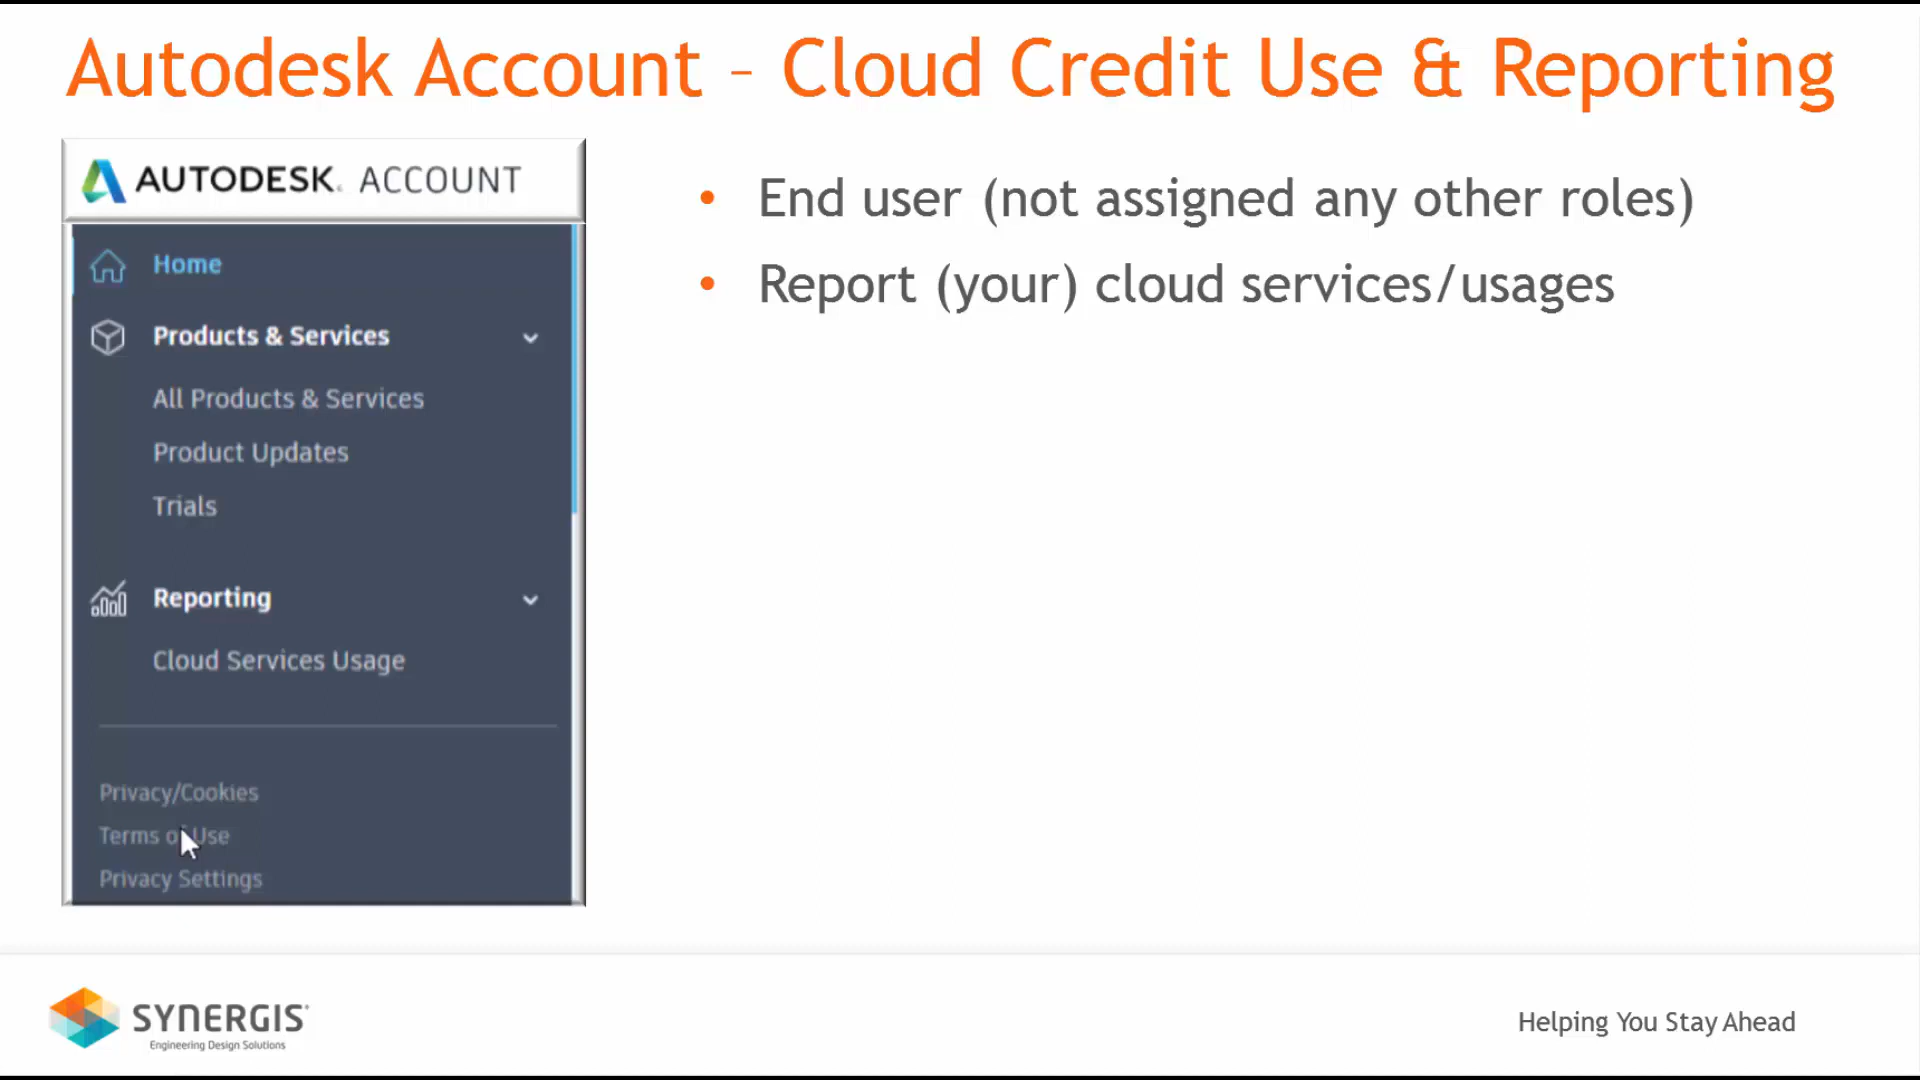 Autodesk Account – Cloud Credit Use & Reporting
AUTODESK. ACCOUNT
Home
Products & Services
All Products & Services
Product Updates
Trials
Reporting
Cloud Services Usage
Privacy/Cookies
Terms of Use
Privacy Settings
• End user (not assigned any other roles)
• Report (your) cloud services/usages
SYNERGIS
Engineering Design Solutions
Helping You Stay Ahead